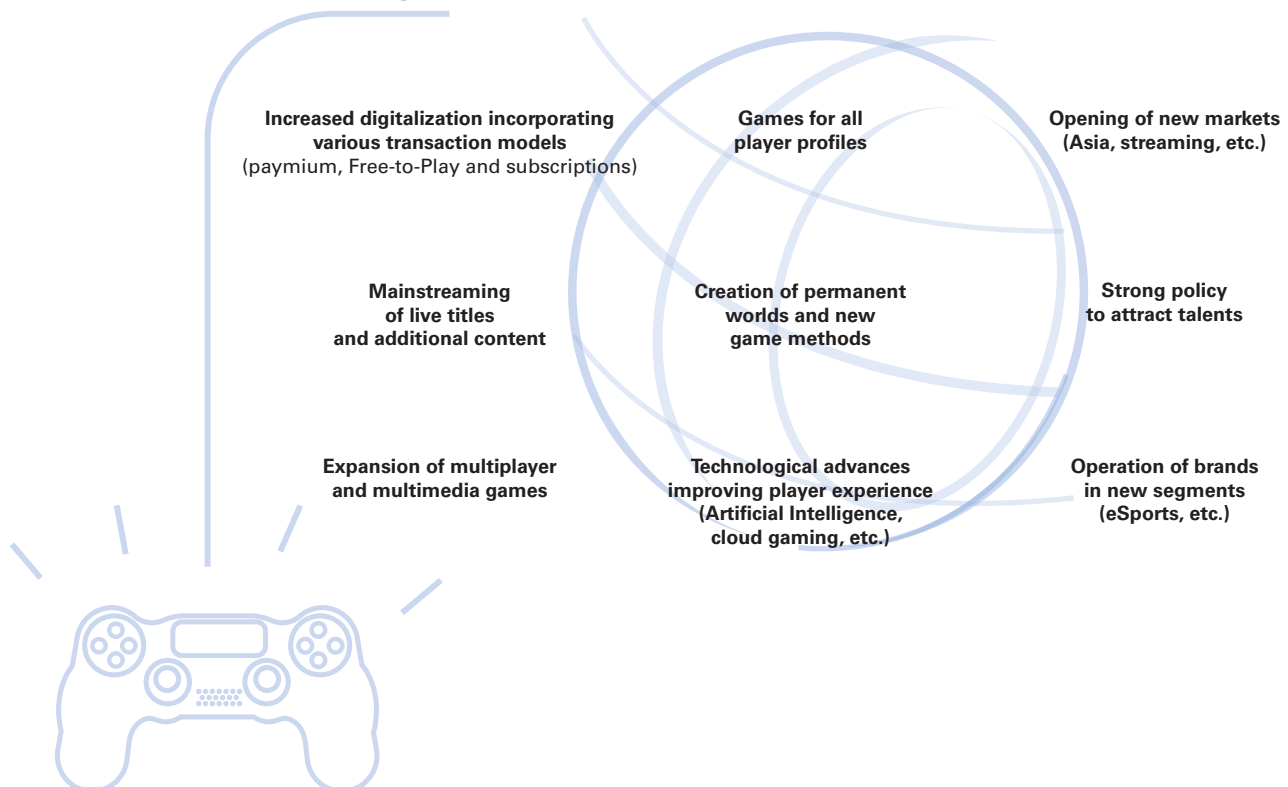 Increased digitalization incorporating
various transaction models
(paymium, Free-to-Play and subscriptions)
Games for all
player profiles
Opening of new markets
(Asia, streaming, etc.)
Mainstreaming
of live titles
and additional content
Creation of permanent
worlds and new
game methods
Strong policy
to attract talents
Expansion of multiplayer
and multimedia games
Technological advances
improving player experience
(Artificial Intelligence,
cloud gaming, etc.)
Operation of brands
in new segments
(eSports, etc.)